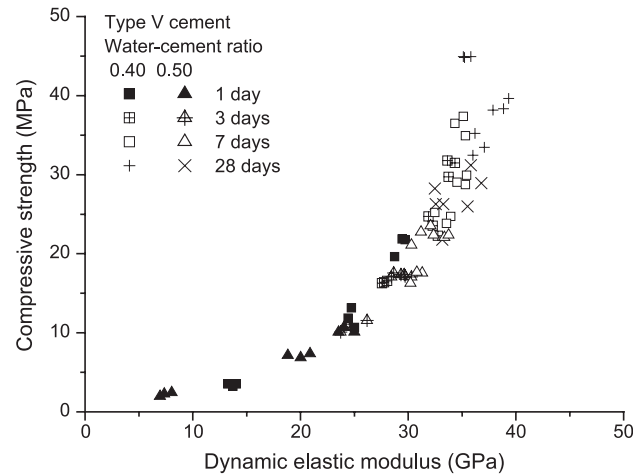 Type V cement
Water-cement ratio
0.40 0.50
1 day
3 days
7 days
28 days
50
40
30
20
10
0
Compressive strength (MPa)
0 10 20 30 40 50
Dynamic elastic modulus (GPa)